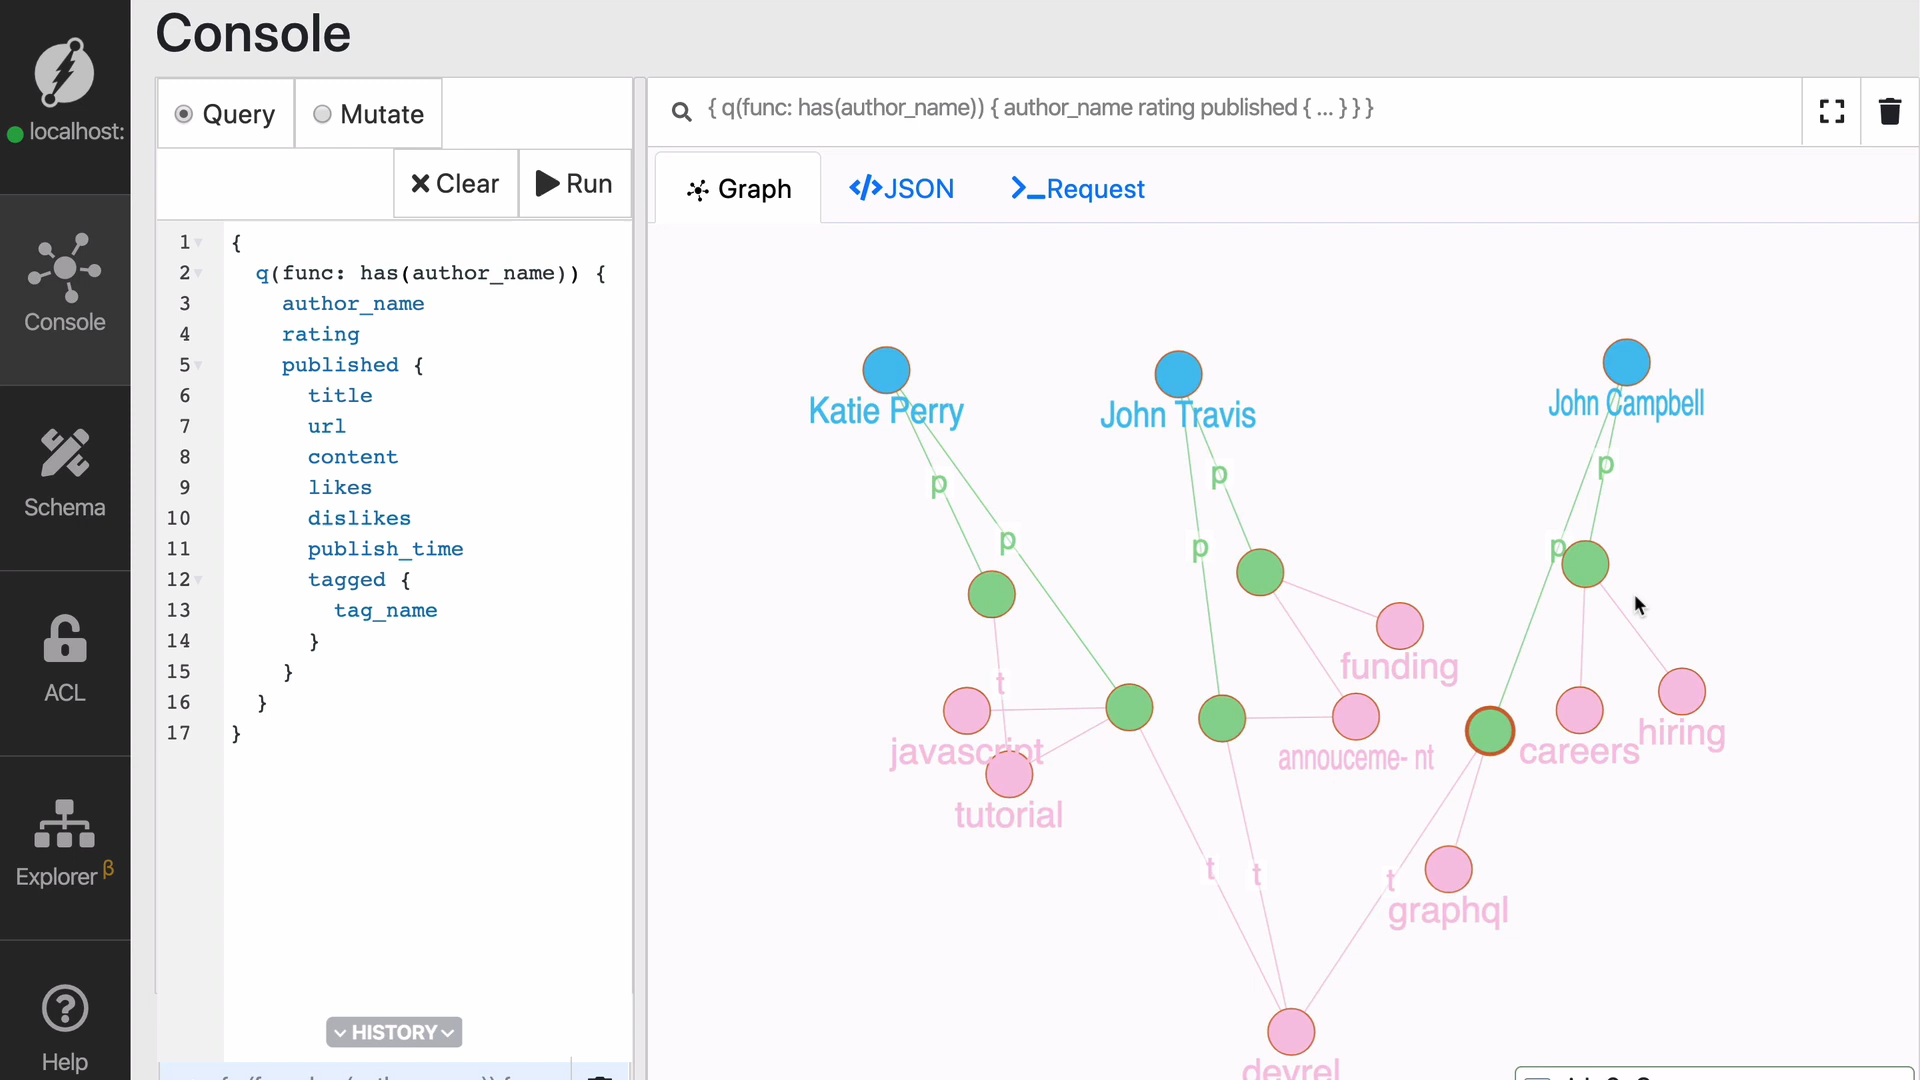 Console
localhost:
Console
Schema
ACL
Explorer β
Help
Query
Mutate
Clear
Run
1 {
2 q(func: has(author_name)) {
3 author_name
4 rating
5 published {
6 title
7 url
8 content
9 likes
10 dislikes
11 publish_time
12 tagged {
13 tag_name
14 }
15 }
16 }
17 }
HISTORY
{ q(func: has(author_name)) { author_name rating published { ... } } }
Graph
</>JSON
>_Request
Katie Perry
John Travis
John Campbell
p
p
p
p
p
p
funding
t
javascript
annouceme- nt
careers
hiring
tutorial
t
t
t
graphql
devrel